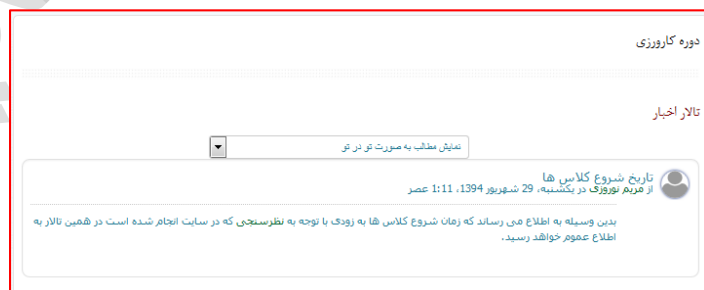 دوره کارورزی
تالار اخبار
نمایش مطالب به صورت تو در تو
تاریخ شروع کلاس ها
از مریم نوروزی در یکشنبه، 29 شهریور 1394، 1:11 عصر
بدین وسیله به اطلاع می رساند که زمان شروع کلاس ها به زودی با توجه به نظرسنجی که در سایت انجام شده است در همین تالار به
اطلاع عموم خواهد رسید.